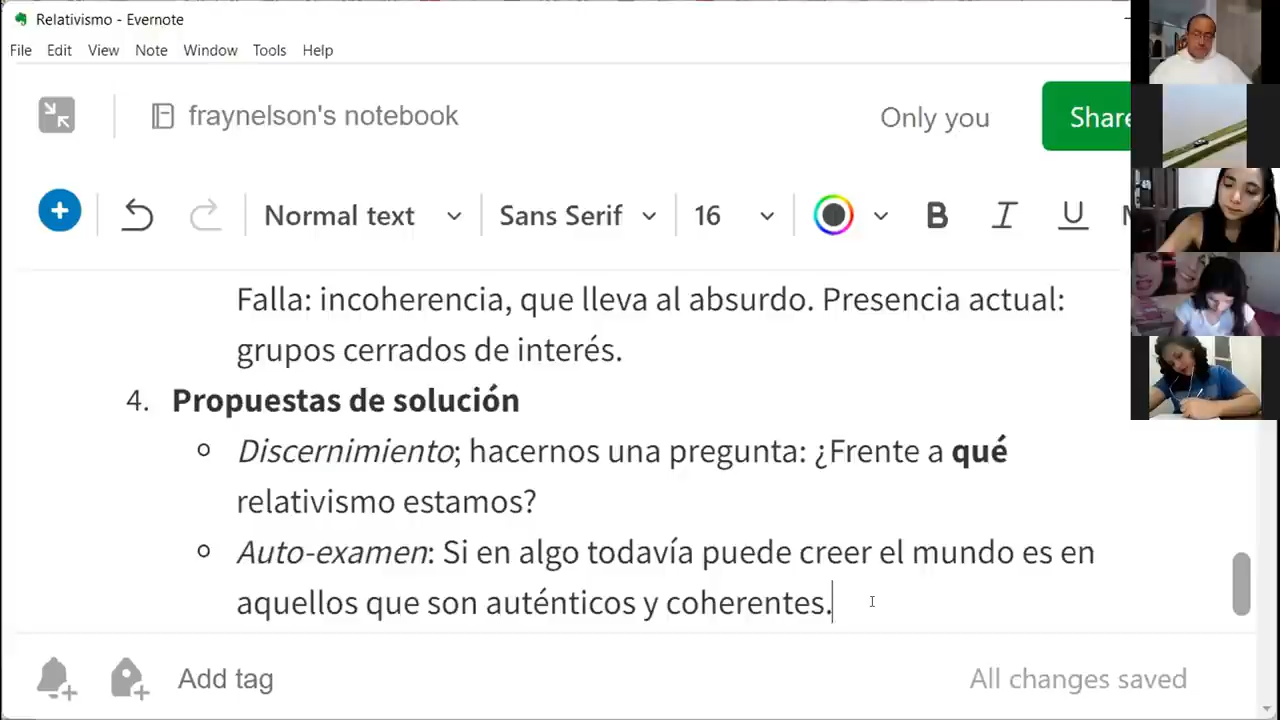 Relativismo - Evernote
File Edit View Note Window Tools Help
fraynelson's notebook
Only you
Share
Normal text
Sans Serif
16
B I U
Falla: incoherencia, que lleva al absurdo. Presencia actual:
grupos cerrados de interés.
4. Propuestas de solución
Discernimiento; hacernos una pregunta: ¿Frente a qué
relativismo estamos?
Auto-examen: Si en algo todavía puede creer el mundo es en
aquellos que son auténticos y coherentes.
Add tag
All changes saved